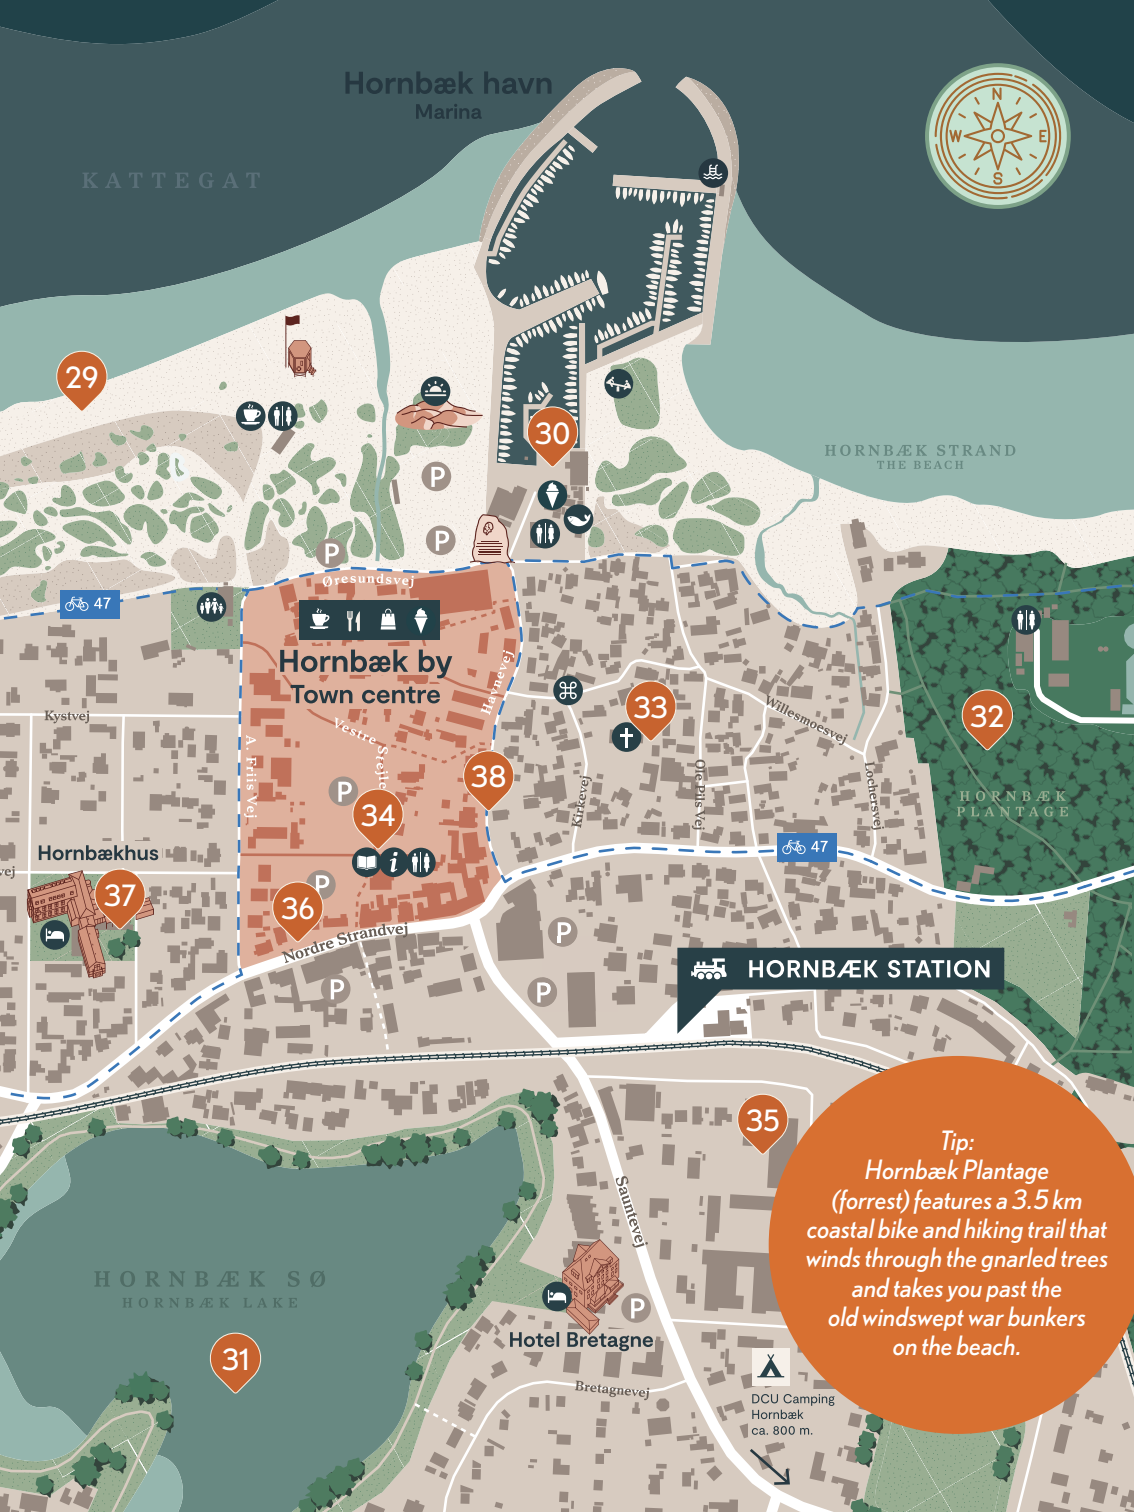 Hornbæk havn
Marina
N
W
E
S
KATTEGAT
29
30
HORNBÆK STRAND
THE BEACH
P
P
P
Øresundsvej
47
Hornbæk by
Town centre
Havnevej
Kystvej
Vestre Stejle
A. Friis Vej
33
32
Willesmoesvej
38
P
34
i
Kirkevej
Ole Piils Vej
Lochersvej
HORNBÆK
PLANTAGE
47
Hornbækhus
vej
37
P
36
Nordre Strandvej
P
P
P
HORNBÆK STATION
35
Tip:
Hornbæk Plantage
(forrest) features a 3.5 km
coastal bike and hiking trail that
winds through the gnarled trees
and takes you past the
old windswept war bunkers
on the beach.
Sauntevej
HORNBÆK SØ
HORNBÆK LAKE
31
P
Hotel Bretagne
Bretagnevej
DCU Camping
Hornbæk
ca. 800 m.